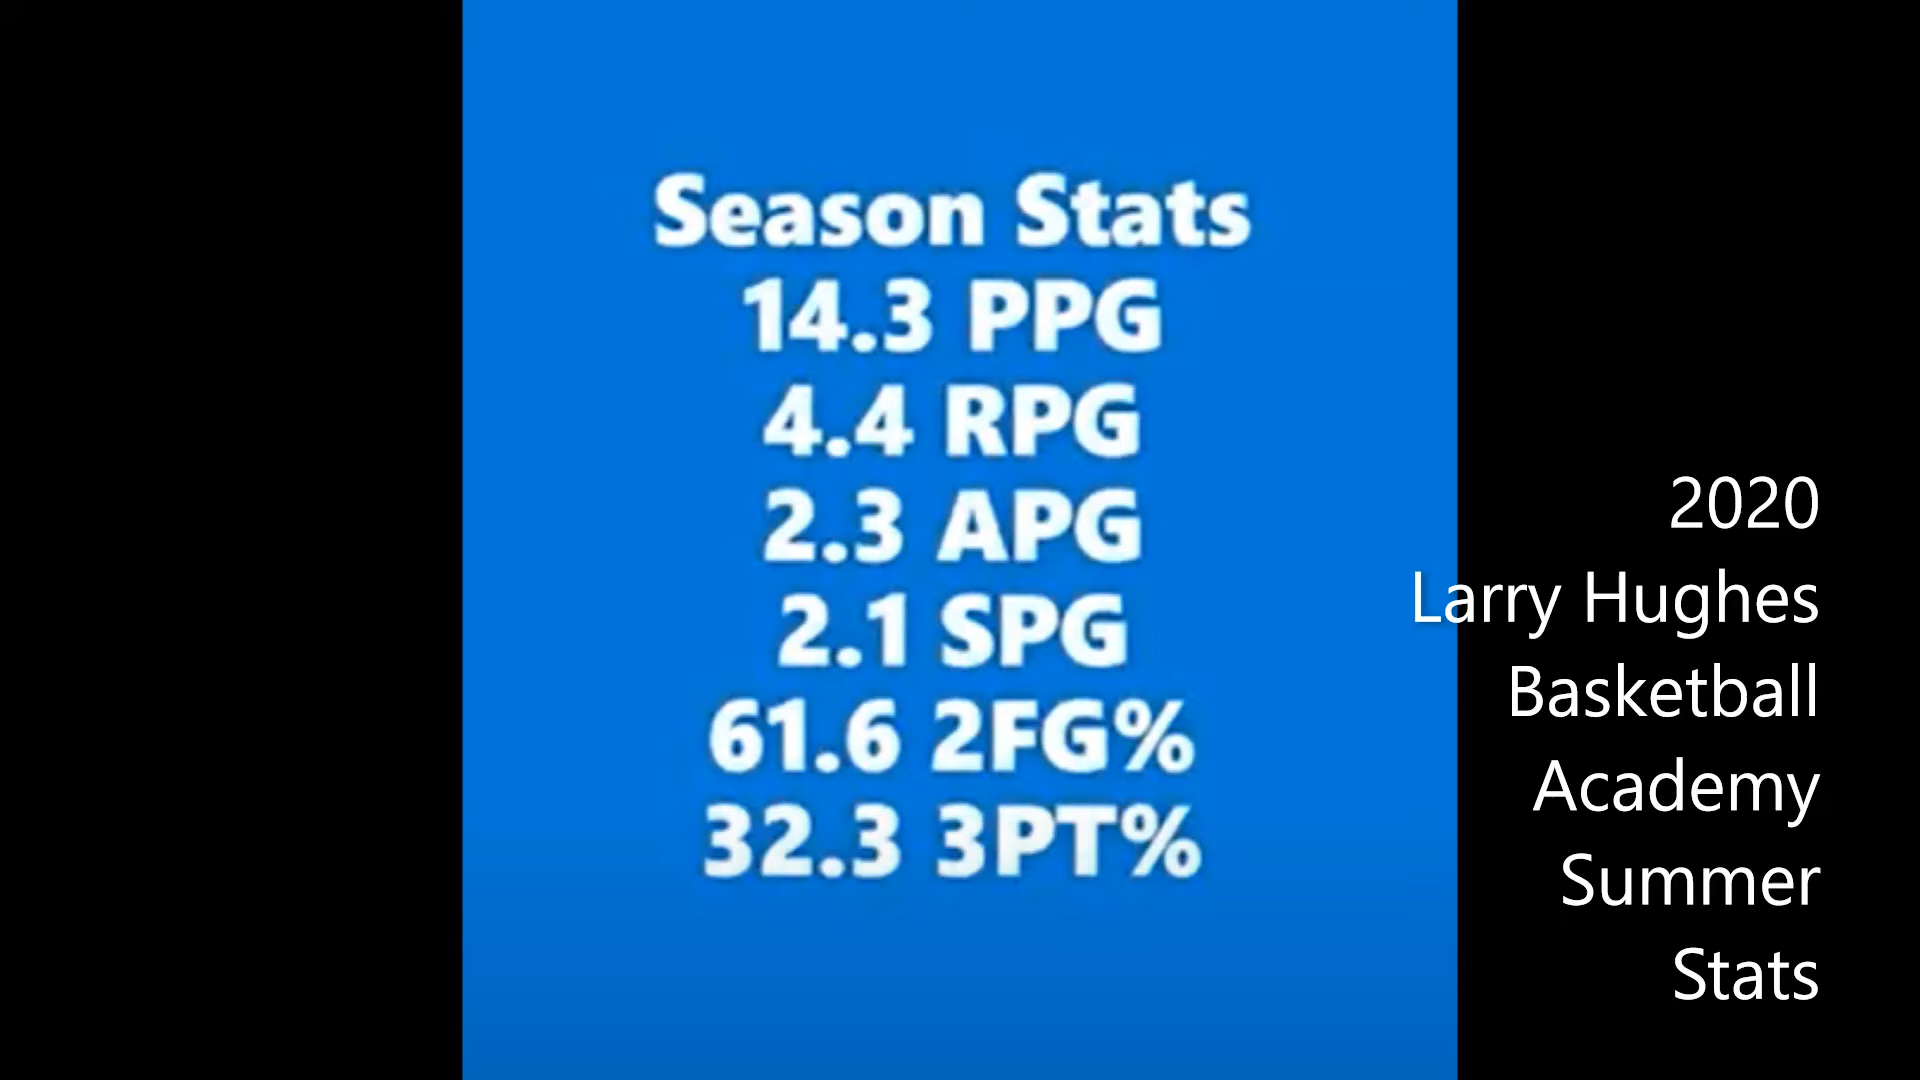 Season Stats
14.3 PPG
4.4 RPG
2.3 APG
2.1 SPG
61.6 2FG%
32.3 3PT%
2020
Larry Hughes
Basketball
Academy
Summer
Stats